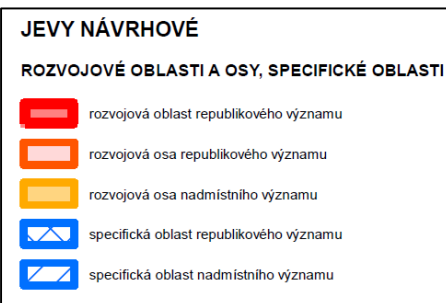 JEVY NÁVRHOVÉ
ROZVOJOVÉ OBLASTI A OSY, SPECIFICKÉ OBLASTI
rozvojová oblast republikového významu
rozvojová osa republikového významu
rozvojová osa nadmístního významu
specifická oblast republikového významu
specifická oblast nadmístního významu